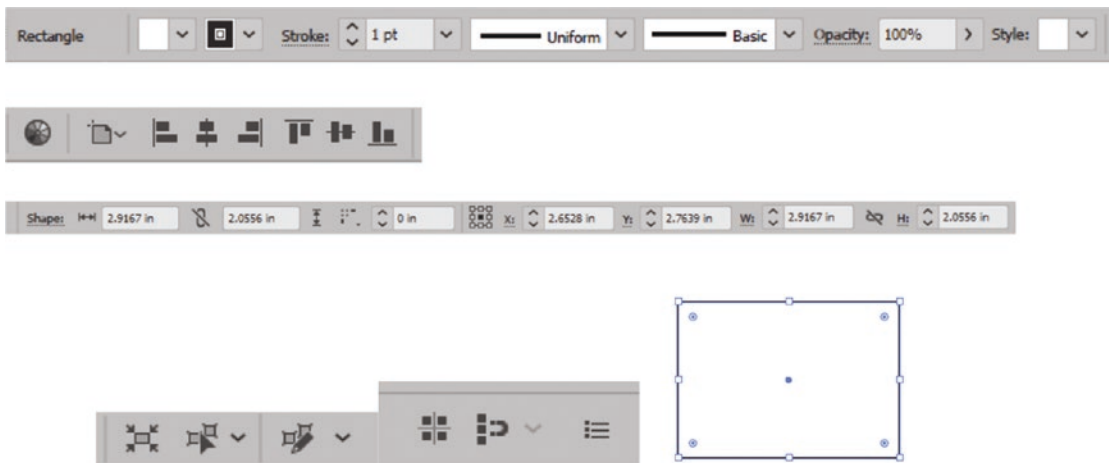 Rectangle Stroke: 1 pt Uniform Basic Opacity: 100% Style:
Shape: 2.9167 in 2.0556 in 0 in X: 2.6528 in Y: 2.7639 in W: 2.9167 in H: 2.0556 in